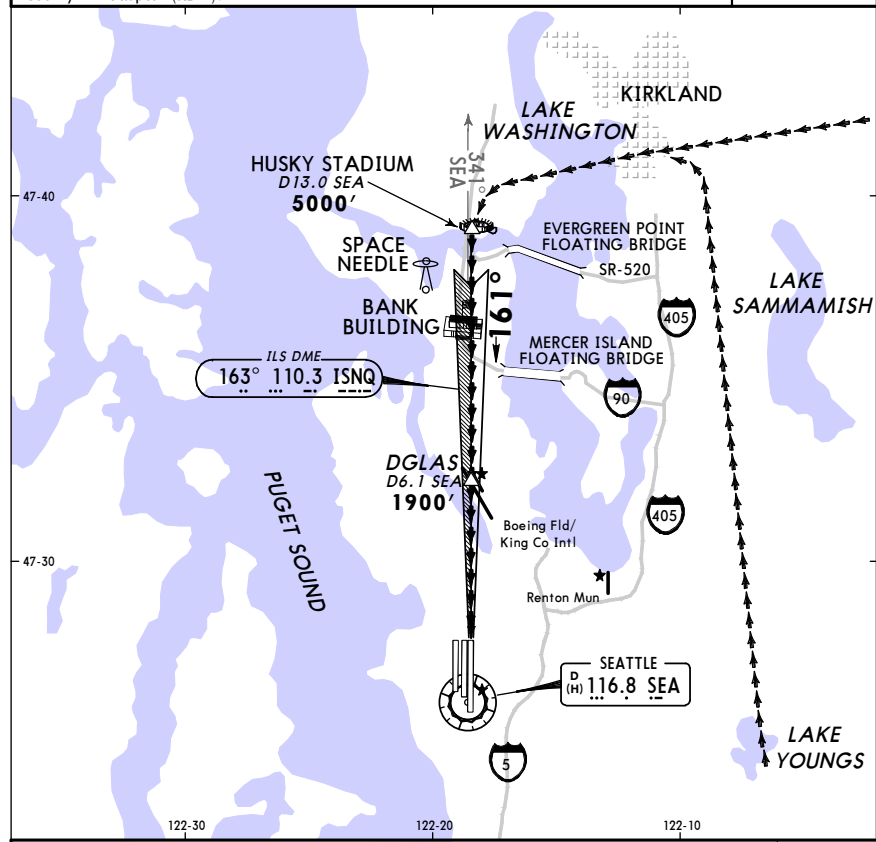 KIRKLAND
LAKE
WASHINGTON
341°
SEA
HUSKY STADIUM
D13.0 SEA
5000'
47-40
SPACE
NEEDLE
EVERGREEN POINT
FLOATING BRIDGE
SR-520
LAKE
SAMMAMISH
BANK
BUILDING
161°
405
MERCER ISLAND
FLOATING BRIDGE
ILS DME
163° 110.3 ISNQ
90
DGLAS
D6.1 SEA
1900'
PUGET SOUND
Boeing Fld/
King Co Intl
405
47-30
Renton Mun
SEATTLE
D
(H) 116.8 SEA
LAKE
YOUNGS
5
122-30
122-20
122-10